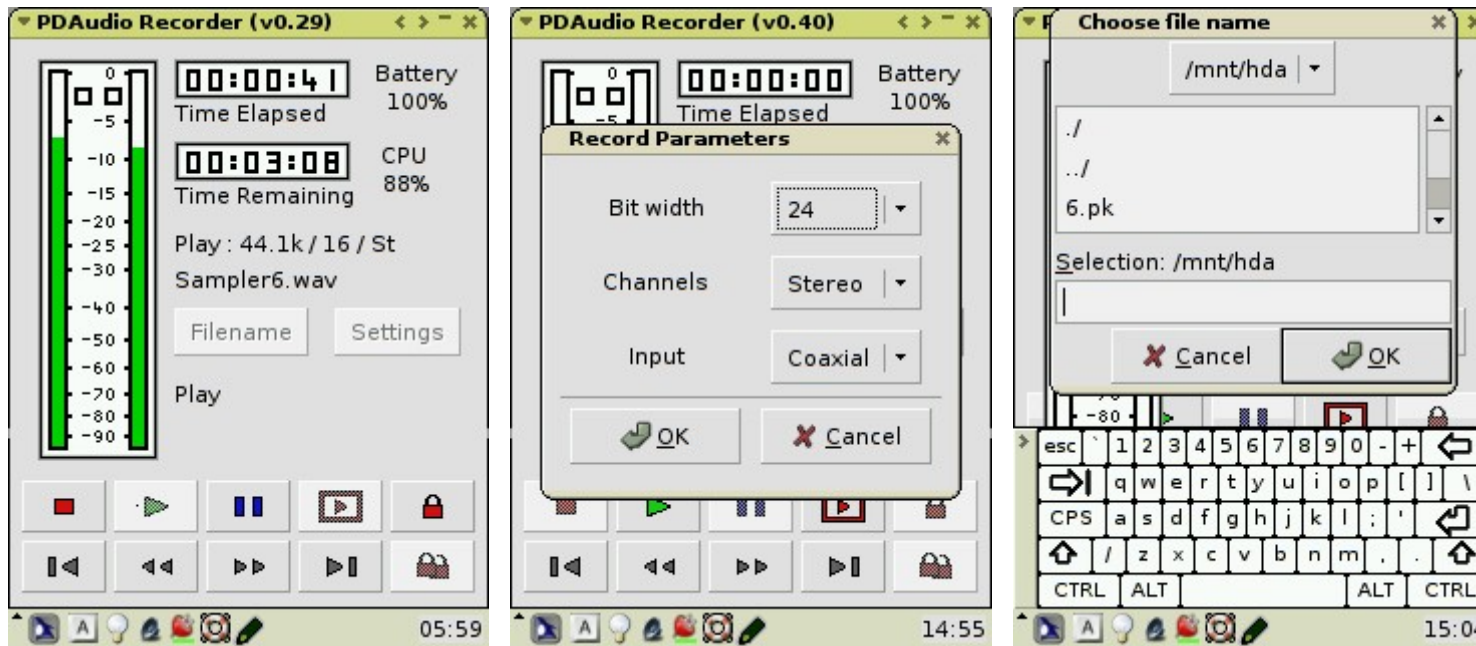 PDAudio Recorder (v0.29)
0
-5
-10
-15
-20
-25
-30
-40
-50
-60
-70
-80
-90
00:00:41
Time Elapsed
Battery
100%
00:03:08
Time Remaining
CPU
88%
Play : 44.1k / 16 / St
Sampler6.wav
Filename
Settings
Play
A
05:59
PDAudio Recorder (v0.40)
0
-5
00:00:00
Time Elapsed
Battery
100%
Record Parameters
Bit width
24
Channels
Stereo
Input
Coaxial
OK
Cancel
A
14:55
Choose file name
/mnt/hda
./
../
6.pk
Selection: /mnt/hda
Cancel
OK
-80
esc ` 1 2 3 4 5 6 7 8 9 0 - +
q w e r t y u i o p [ ] \
CPS a s d f g h j k l ; '
/ z x c v b n m , .
CTRL ALT ALT CTRL
A